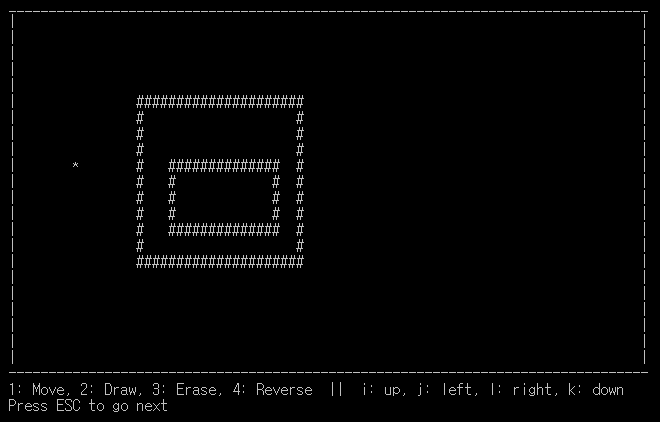 1: Move, 2: Draw, 3: Erase, 4: Reverse || i: up, j: left, l: right, k: down
Press ESC to go next